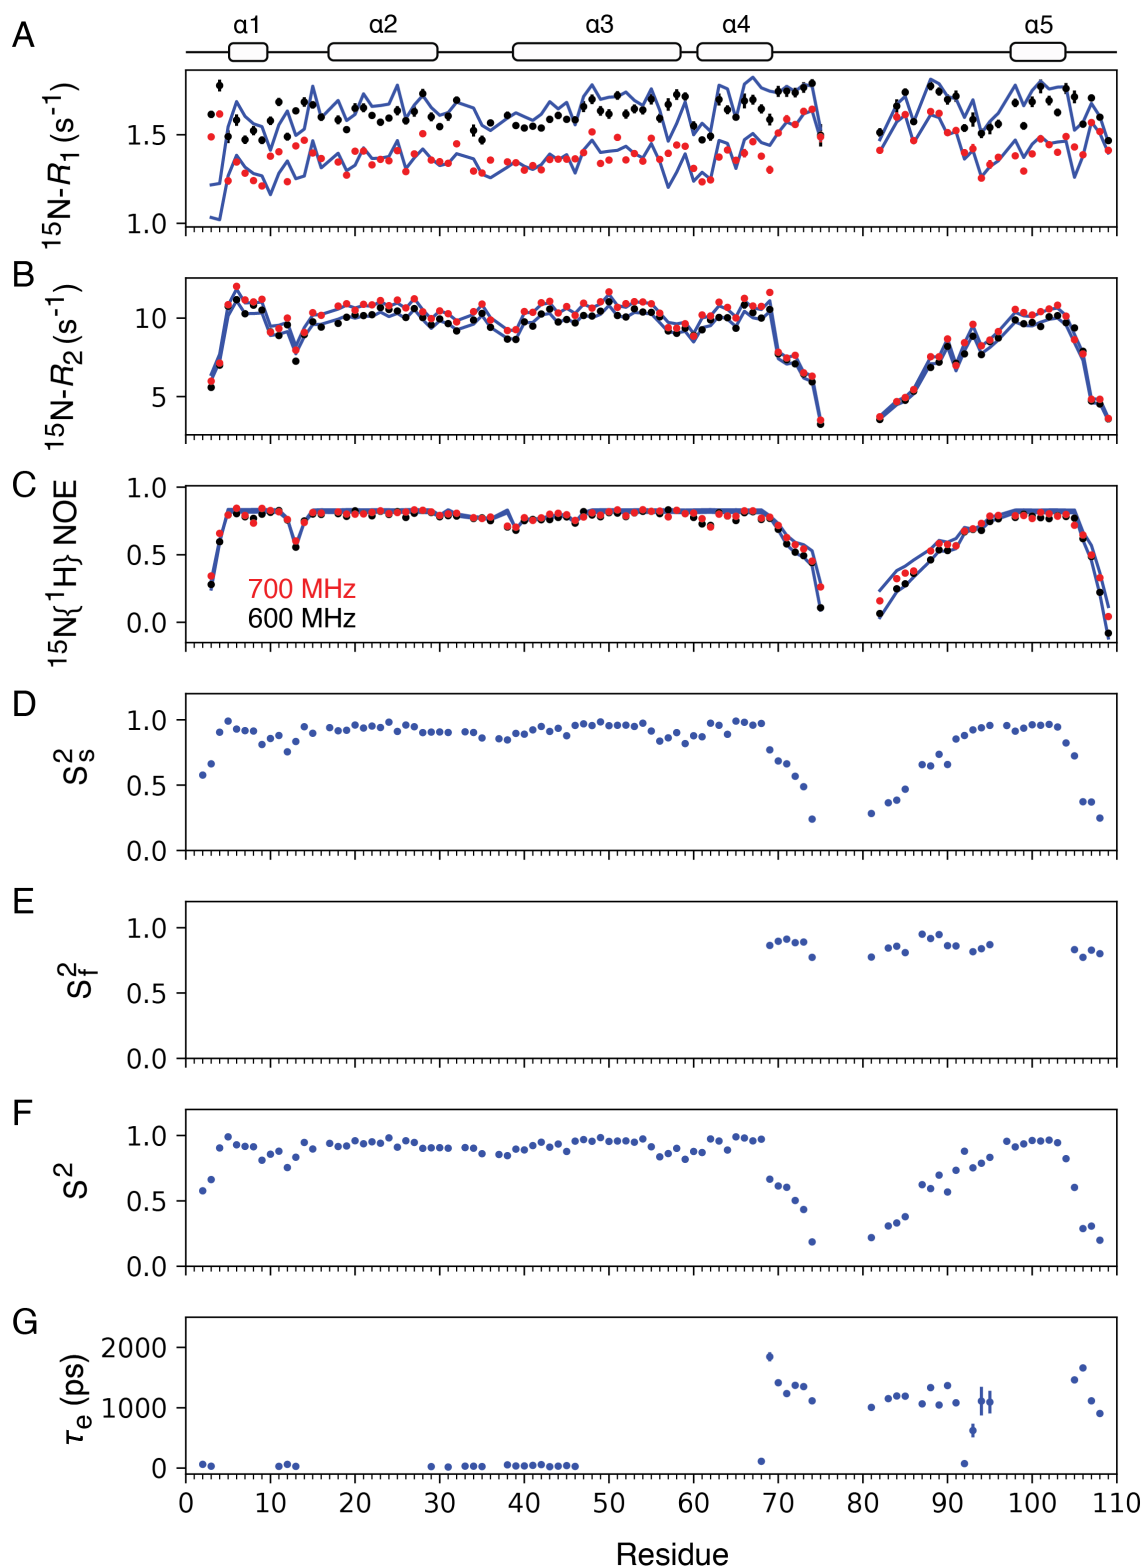 A
α1 α2 α3 α4 α5
15N-R1 (s-1)
1.5
1.0
B
15N-R2 (s-1)
10
5
C
15N{1H} NOE
1.0
0.5
0.0
700 MHz
600 MHz
D
S2s
1.0
0.5
0.0
E
S2f
1.0
0.5
0.0
F
S2
1.0
0.5
0.0
G
τe (ps)
2000
1000
0
0 10 20 30 40 50 60 70 80 90 100 110
Residue